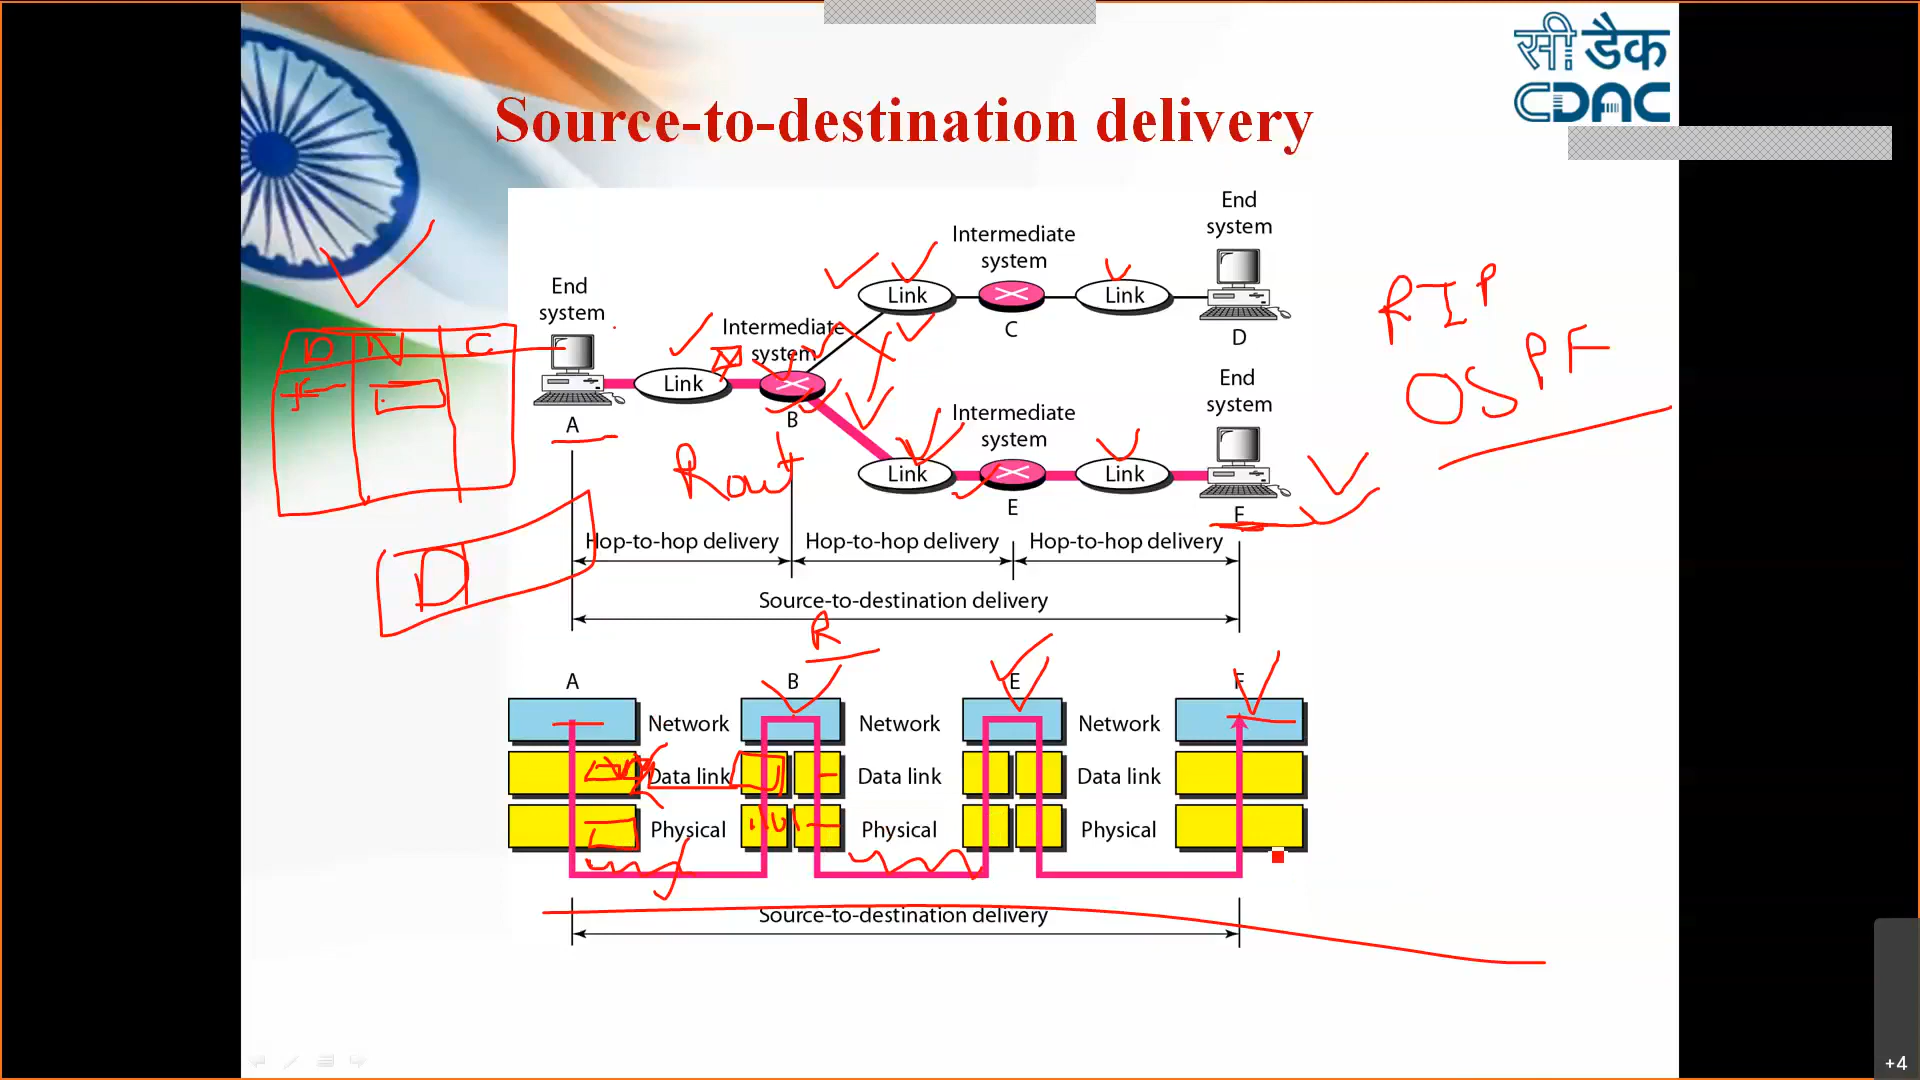 सी डैक
CDAC
Source-to-destination delivery
End
system
Intermediate
system
End
system
Intermediate
system
Link
Link
C
D
RIP
OSPF
D N C
F
Link
A
B
End
system
Intermediate
system
Link
Link
E
F
Rout
D
Hop-to-hop delivery Hop-to-hop delivery Hop-to-hop delivery
Source-to-destination delivery
R
A B E F
Network Network Network
Data link Data link Data link
Physical Physical Physical
Source-to-destination delivery
+4